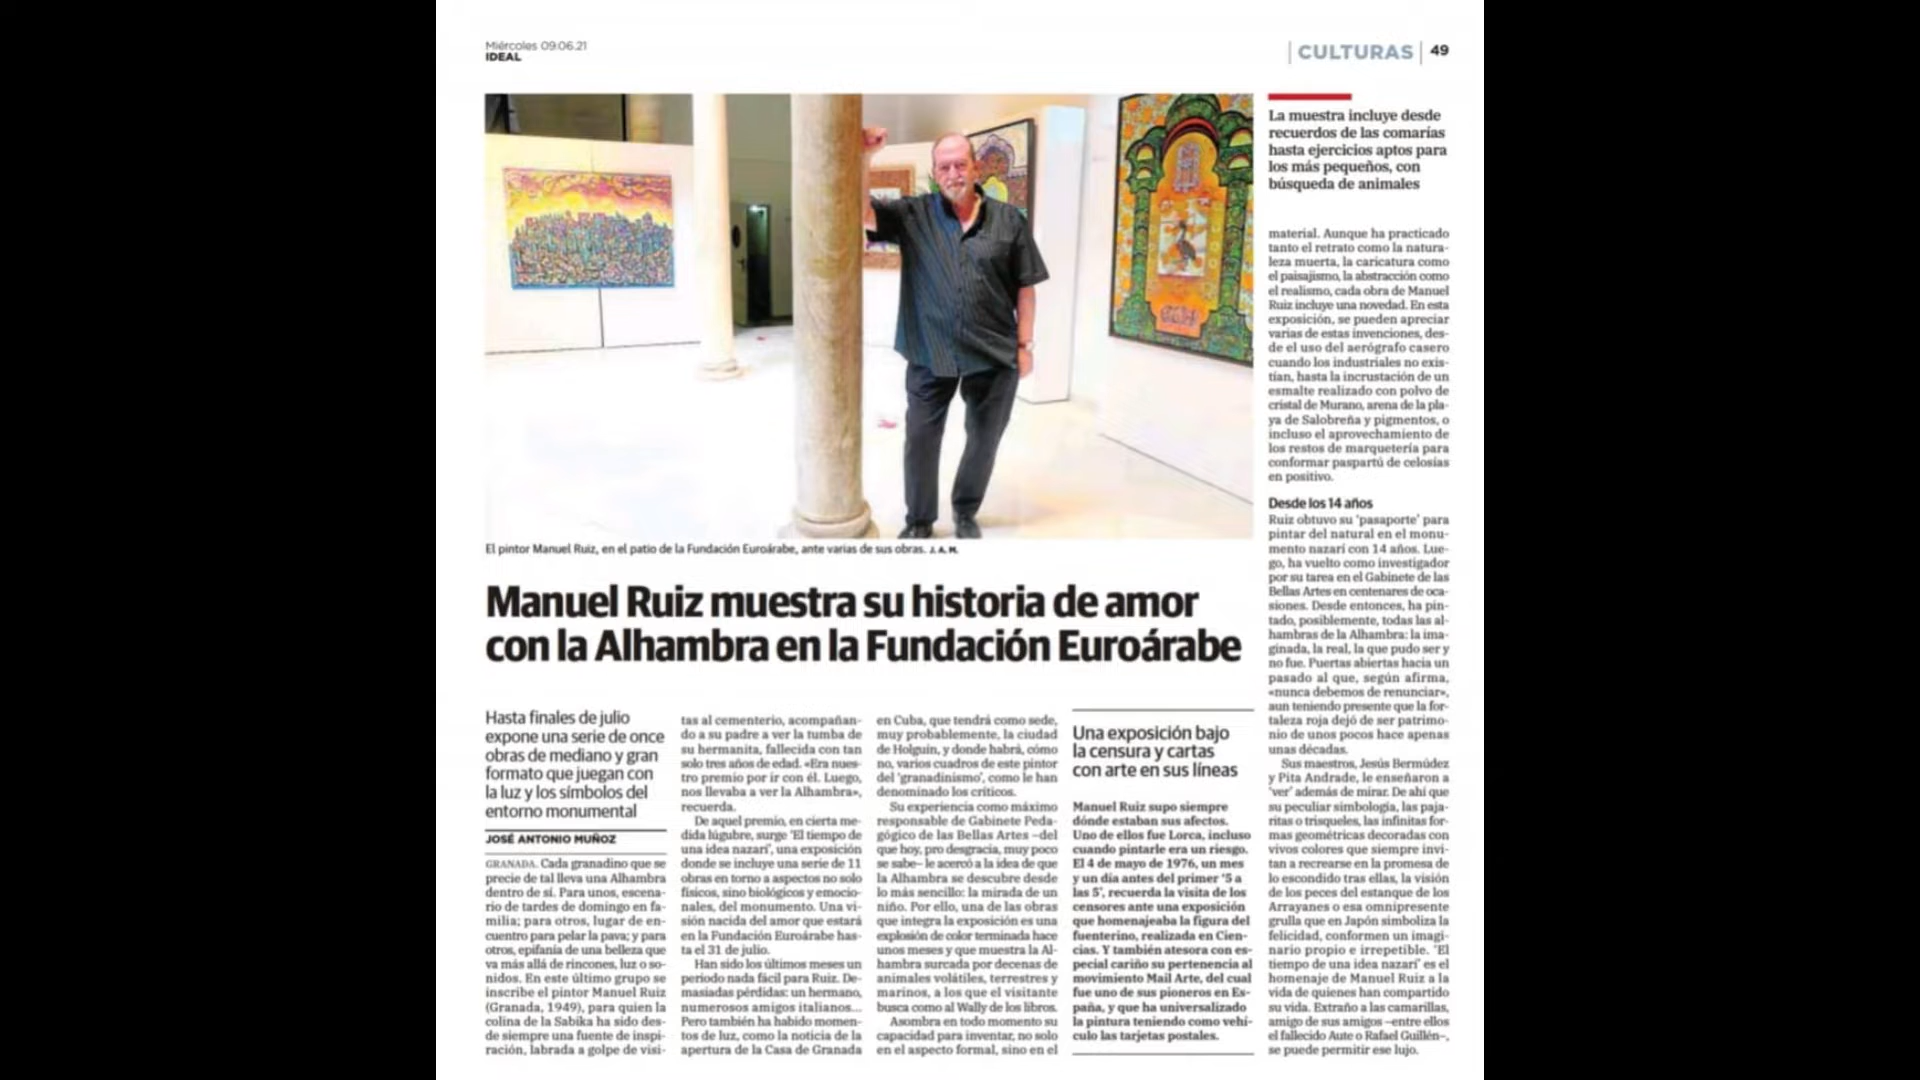 Miércoles 09.06.21
IDEAL
CULTURAS
49
El pintor Manuel Ruiz, en el patio de la Fundación Euroárabe, ante varias de sus obras. J. A. M.
Manuel Ruiz muestra su historia de amor
con la Alhambra en la Fundación Euroárabe
Hasta finales de julio
expone una serie de once
obras de mediano y gran
formato que juegan con
la luz y los símbolos del
entorno monumental
JOSÉ ANTONIO MUÑOZ
GRANADA. Cada granadino que se
precie de tal lleva una Alhambra
dentro de sí. Para unos, escena-
rio de tardes de domingo en fa-
milia; para otros, lugar de en-
cuentro para pelar la pava; y para
otros, epifanía de una belleza que
va más allá de rincones, luz o so-
nidos. En este último grupo se
inscribe el pintor Manuel Ruiz
(Granada, 1949), para quien la
colina de la Sabika ha sido des-
de siempre una fuente de inspi-
ración, labrada a golpe de visi-
tas al cementerio, acompañan-
do a su padre a ver la tumba de
su hermanita, fallecida con tan
solo tres años de edad. «Era nues-
tro premio por ir con él. Luego,
nos llevaba a ver la Alhambra»,
recuerda.
De aquel premio, en cierta me-
dida lúgubre, surge 'El tiempo de
una idea nazarí', una exposición
donde se incluye una serie de 11
obras en torno a aspectos no solo
físicos, sino biológicos y emocio-
nales, del monumento. Una vi-
sión nacida del amor que estará
en la Fundación Euroárabe has-
ta el 31 de julio.
Han sido los últimos meses un
periodo nada fácil para Ruiz. De-
masiadas pérdidas: un hermano,
numerosos amigos italianos...
Pero también ha habido momen-
tos de luz, como la noticia de la
apertura de la Casa de Granada
en Cuba, que tendrá como sede,
muy probablemente, la ciudad
de Holguín, y donde habrá, cómo
no, varios cuadros de este pintor
del 'granadinismo', como le han
denominado los críticos.
Su experiencia como máximo
responsable de Gabinete Peda-
gógico de las Bellas Artes –del
que hoy, pro desgracia, muy poco
se sabe– le acercó a la idea de que
la Alhambra se descubre desde
lo más sencillo: la mirada de un
niño. Por ello, una de las obras
que integra la exposición es una
explosión de color terminada hace
unos meses y que muestra la Al-
hambra surcada por decenas de
animales volátiles, terrestres y
marinos, a los que el visitante
busca como al Wally de los libros.
Asombra en todo momento su
capacidad para inventar, no solo
en el aspecto formal, sino en el
Una exposición bajo
la censura y cartas
con arte en sus líneas
Manuel Ruiz supo siempre
dónde estaban sus afectos.
Uno de ellos fue Lorca, incluso
cuando pintarle era un riesgo.
El 4 de mayo de 1976, un mes
y un día antes del primer '5 a
las 5', recuerda la visita de los
censores ante una exposición
que homenajeaba la figura del
fuenterino, realizada en Cien-
cias. Y también atesora con es-
pecial cariño su pertenencia al
movimiento Mail Arte, del cual
fue uno de sus pioneros en Es-
paña, y que ha universalizado
la pintura teniendo como vehí-
culo las tarjetas postales.
La muestra incluye desde
recuerdos de las comarías
hasta ejercicios aptos para
los más pequeños, con
búsqueda de animales
material. Aunque ha practicado
tanto el retrato como la natura-
leza muerta, la caricatura como
el paisajismo, la abstracción como
el realismo, cada obra de Manuel
Ruiz incluye una novedad. En esta
exposición, se pueden apreciar
varias de estas invenciones, des-
de el uso del aerógrafo casero
cuando los industriales no exis-
tían, hasta la incrustación de un
esmalte realizado con polvo de
cristal de Murano, arena de la pla-
ya de Salobreña y pigmentos, o
incluso el aprovechamiento de
los restos de marquetería para
conformar paspartú de celosías
en positivo.
Desde los 14 años
Ruiz obtuvo su 'pasaporte' para
pintar del natural en el monu-
mento nazarí con 14 años. Lue-
go, ha vuelto como investigador
por su tarea en el Gabinete de las
Bellas Artes en centenares de oca-
siones. Desde entonces, ha pin-
tado, posiblemente, todas las al-
hambras de la Alhambra: la ima-
ginada, la real, la que pudo ser y
no fue. Puertas abiertas hacia un
pasado al que, según afirma,
«nunca debemos de renunciar»,
aun teniendo presente que la for-
taleza roja dejó de ser patrimo-
nio de unos pocos hace apenas
unas décadas.
Sus maestros, Jesús Bermúdez
y Pita Andrade, le enseñaron a
'ver' además de mirar. De ahí que
su peculiar simbología, las paja-
ritas o trisqueles, las infinitas for-
mas geométricas decoradas con
vivos colores que siempre invi-
tan a recrearse en la promesa de
lo escondido tras ellas, la visión
de los peces del estanque de los
Arrayanes o esa omnipresente
grulla que en Japón simboliza la
felicidad, conformen un imagi-
nario propio e irrepetible. 'El
tiempo de una idea nazarí' es el
homenaje de Manuel Ruiz a la
vida de quienes han compartido
su vida. Extraño a las camarillas,
amigo de sus amigos –entre ellos
el fallecido Aute o Rafael Guillén–,
se puede permitir ese lujo.